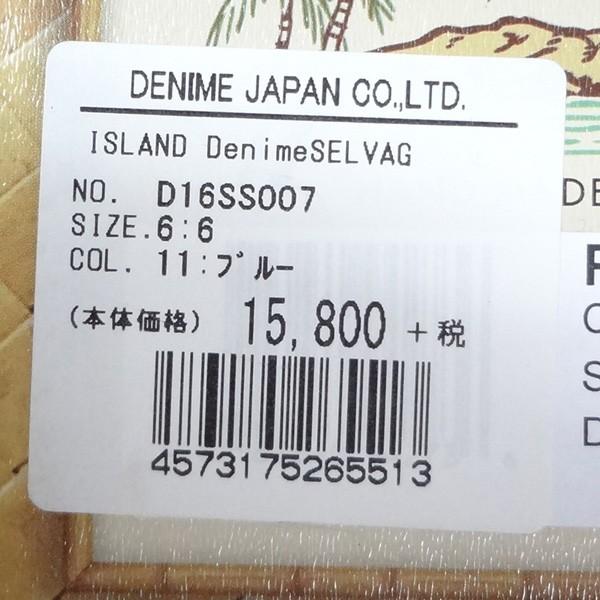 DENIME JAPAN CO.,LTD.
ISLAND DenimeSELVAG
NO. D16SS007
SIZE.6:6
COL. 11:ﾌﾞﾙｰ
(本体価格) 15,800 +税
4573175265513
DE